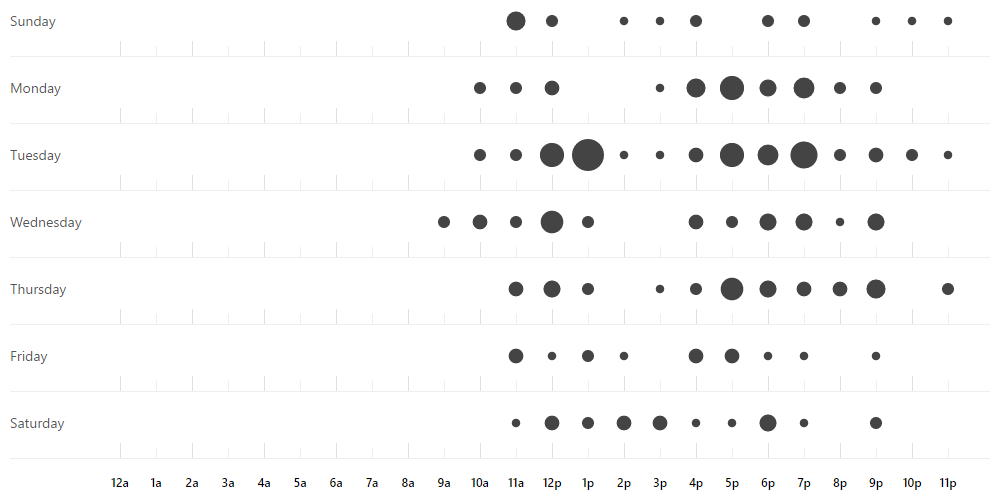 Sunday
Monday
Tuesday
Wednesday
Thursday
Friday
Saturday
12a 1a 2a 3a 4a 5a 6a 7a 8a 9a 10a 11a 12p 1p 2p 3p 4p 5p 6p 7p 8p 9p 10p 11p